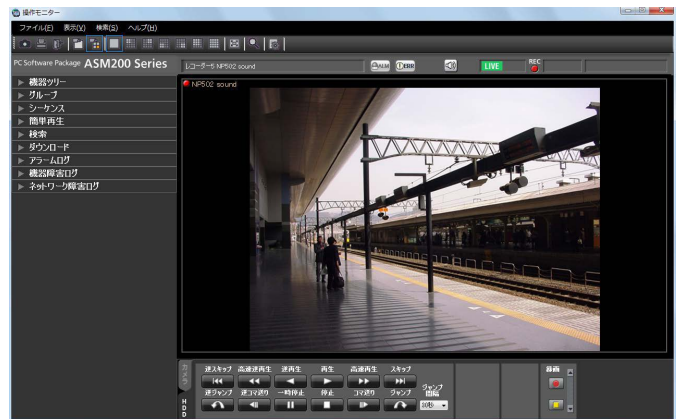 操作モニター
ファイル(F) 表示(V) 検索(S) ヘルプ(H)
PC Software Package ASM200 Series
レコーダー5 NP502 sound
ALM
ERR
LIVE
REC
機器ツリー
グループ
シーケンス
簡単再生
検索
ダウンロード
アラームログ
機器障害ログ
ネットワーク障害ログ
NP502 sound
カメラ
HDD
逆スキップ 高速逆再生 逆再生 再生 高速再生 スキップ
逆ジャンプ 逆コマ送り 一時停止 停止 コマ送り ジャンプ
ジャンプ
間隔
30秒
録画